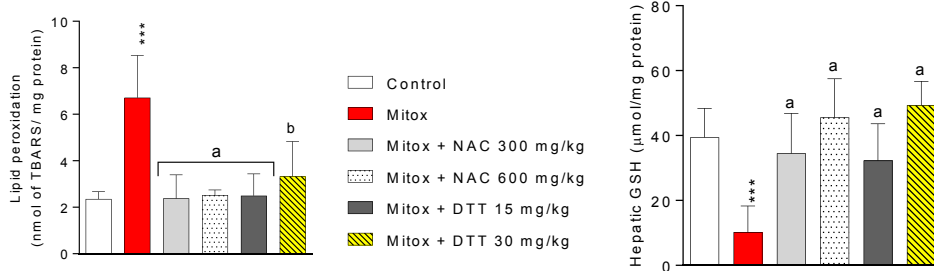 Lipid peroxidation
(nmol of TBARS/ mg protein)
10
8
6
4
2
0
***
a
b
Control
Mitox
Mitox + NAC 300 mg/kg
Mitox + NAC 600 mg/kg
Mitox + DTT 15 mg/kg
Mitox + DTT 30 mg/kg
Hepatic GSH (μmol/mg protein)
80
60
40
20
0
***
a
a
a
a